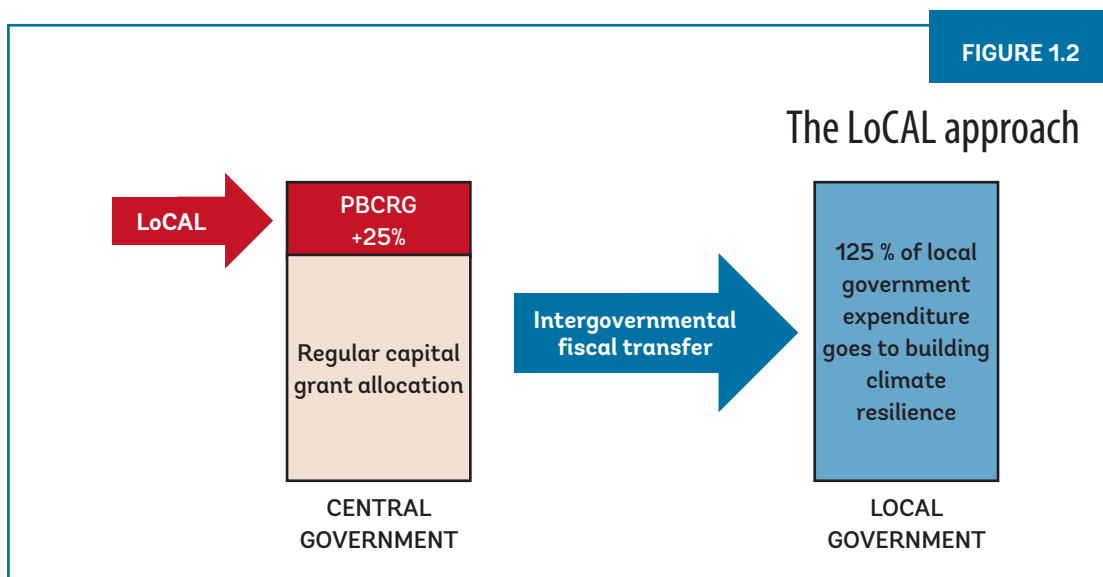 FIGURE 1.2
The LoCAL approach
LoCAL
PBCRG
+25%
Regular capital
grant allocation
CENTRAL
GOVERNMENT
Intergovernmental
fiscal transfer
125 % of local
government
expenditure
goes to building
climate
resilience
LOCAL
GOVERNMENT